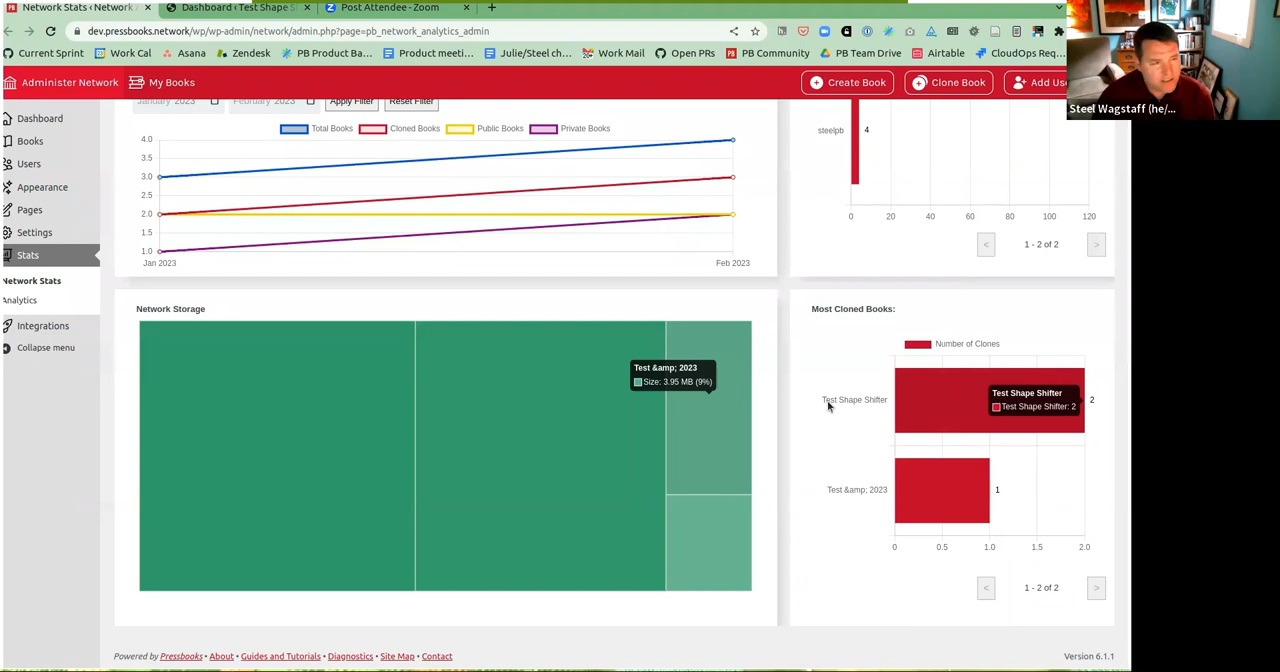 Network Stats ‹ Network A
Dashboard ‹ Test Shape S
Post Attendee - Zoom
dev.pressbooks.network/wp/wp-admin/network/admin.php?page=pb_network_analytics_admin
Current Sprint
Work Cal
Asana
Zendesk
PB Product Ba...
Product meeti...
Julie/Steel ch...
Work Mail
Open PRs
PB Community
PB Team Drive
Airtable
CloudOps Req...
Steel Wagstaff (he/...
Administer Network
My Books
Create Book
Clone Book
Add Use
Dashboard
Books
Users
Appearance
Pages
Settings
Stats
Network Stats
Analytics
Integrations
Collapse menu
January 2023
February 2023
Apply Filter
Reset Filter
Total Books
Cloned Books
Public Books
Private Books
4.0
3.5
3.0
2.5
2.0
1.5
1.0
Jan 2023
Feb 2023
steelpb
4
0
20
40
60
80
100
120
<
1 - 2 of 2
>
Network Storage
Test &amp; 2023
Size: 3.95 MB (9%)
Most Cloned Books:
Number of Clones
Test Shape Shifter
Test Shape Shifter
Test Shape Shifter: 2
2
Test &amp; 2023
1
0
0.5
1.0
1.5
2.0
<
1 - 2 of 2
>
Powered by Pressbooks • About • Guides and Tutorials • Diagnostics • Site Map • Contact
Version 6.1.1